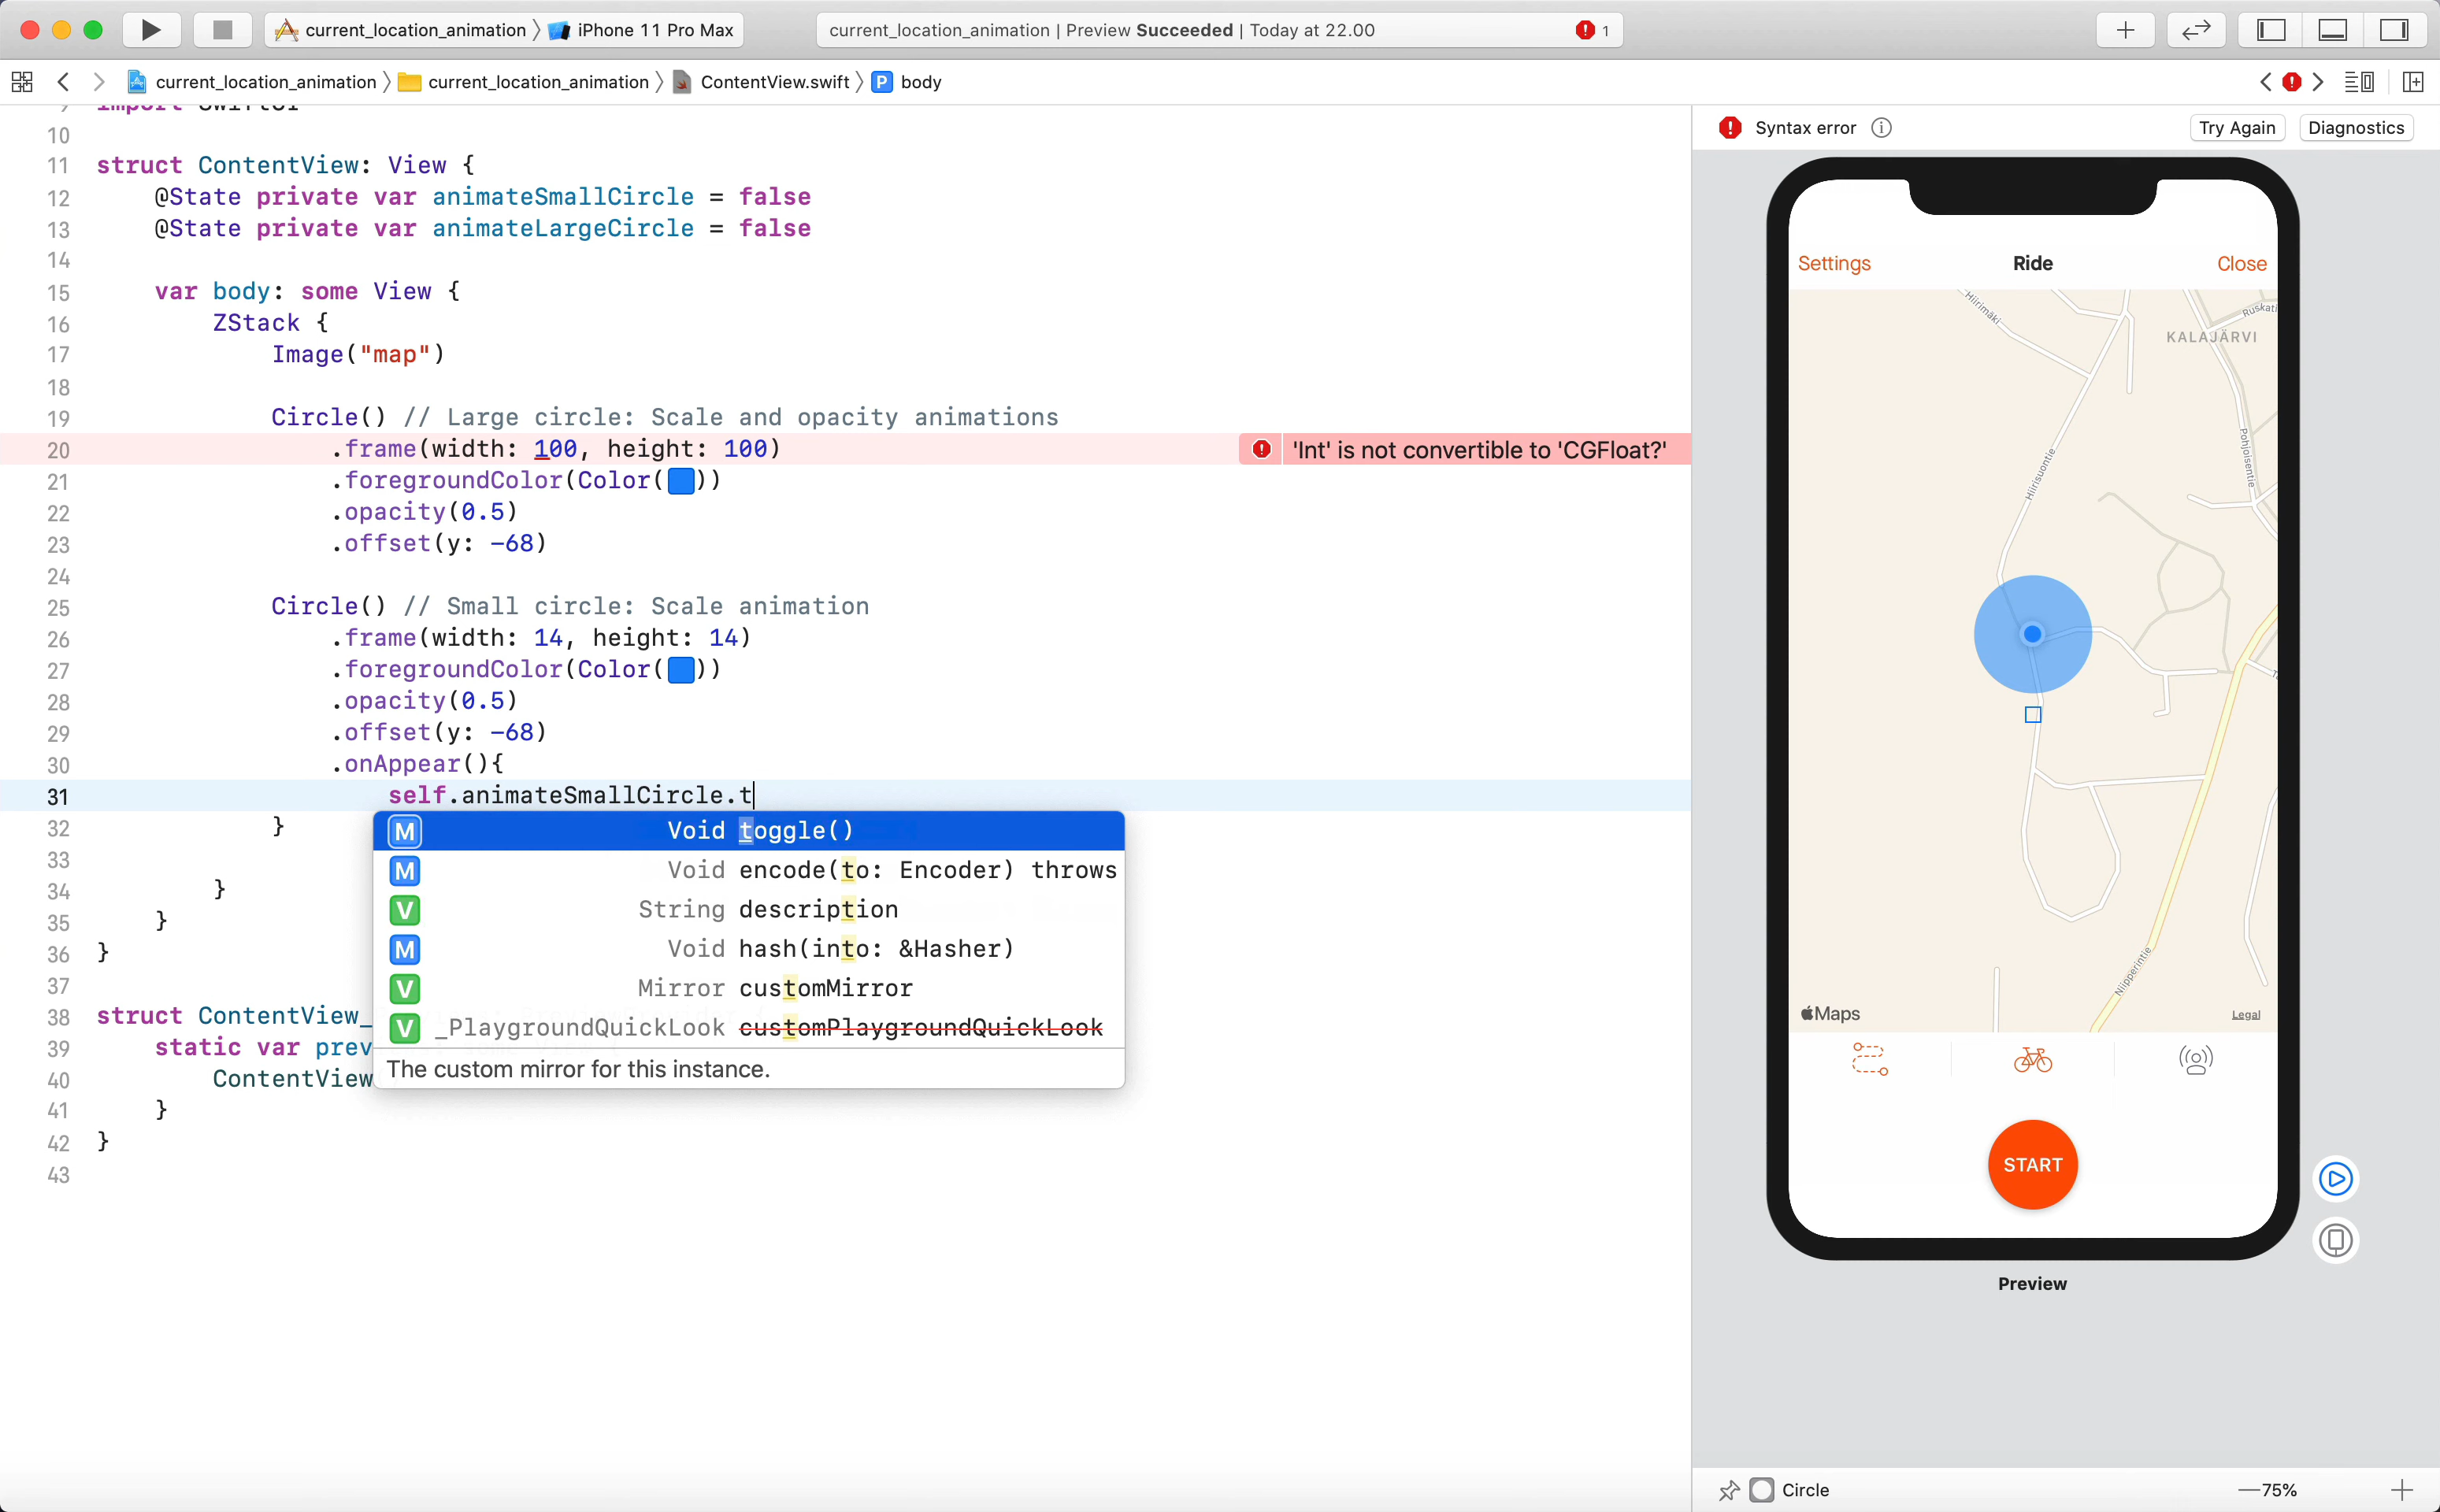 current_location_animation 〉 iPhone 11 Pro Max
current_location_animation | Preview Succeeded | Today at 22.00
1
current_location_animation 〉 current_location_animation 〉 ContentView.swift 〉 P body
9 import SwiftUI
10
11 struct ContentView: View {
12 @State private var animateSmallCircle = false
13 @State private var animateLargeCircle = false
14
15 var body: some View {
16 ZStack {
17 Image("map")
18
19 Circle() // Large circle: Scale and opacity animations
20 .frame(width: 100, height: 100)
'Int' is not convertible to 'CGFloat?'
21 .foregroundColor(Color( ))
22 .opacity(0.5)
23 .offset(y: -68)
24
25 Circle() // Small circle: Scale animation
26 .frame(width: 14, height: 14)
27 .foregroundColor(Color( ))
28 .opacity(0.5)
29 .offset(y: -68)
30 .onAppear(){
31 self.animateSmallCircle.t
32 }
33
34 }
35 }
36 }
37
38 struct ContentView_
39 static var prev
40 ContentView
41 }
42 }
43
M Void toggle()
M Void encode(to: Encoder) throws
V String description
M Void hash(into: &Hasher)
V Mirror customMirror
V _PlaygroundQuickLook customPlaygroundQuickLook
The custom mirror for this instance.
Syntax error
Try Again
Diagnostics
Settings
Ride
Close
Hiirimäki
Ruskati
KALAJÄRVI
Hiirisuontie
Pohjoisentie
Niipperintie
Maps
Legal
START
Preview
Circle
75%